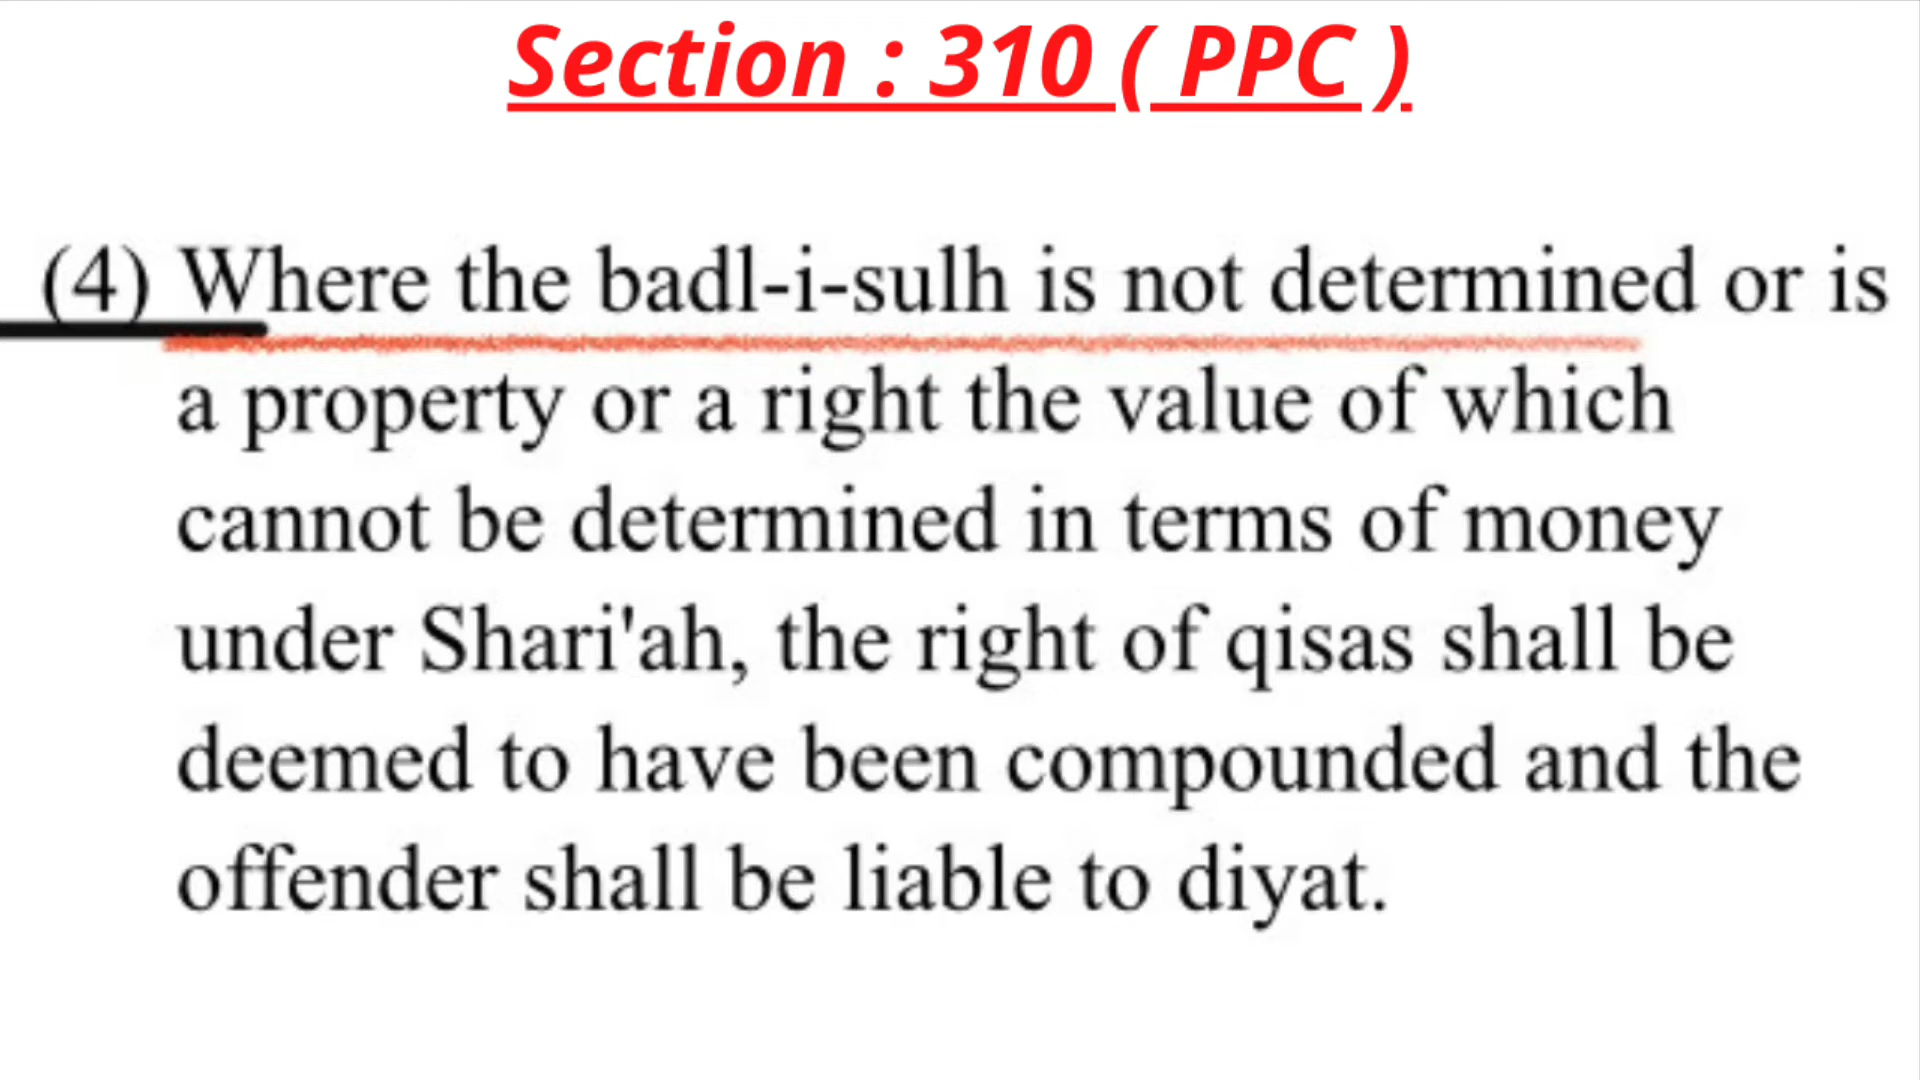 Section : 310 ( PPC )
(4) Where the badl-i-sulh is not determined or is
a property or a right the value of which
cannot be determined in terms of money
under Shari'ah, the right of qisas shall be
deemed to have been compounded and the
offender shall be liable to diyat.